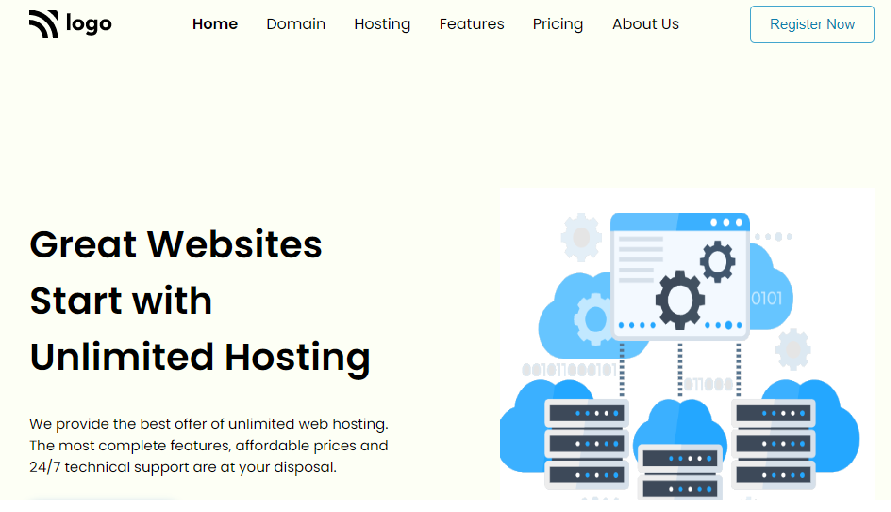 logo
Home Domain Hosting Features Pricing About Us
Register Now
Great Websites
Start with
Unlimited Hosting
We provide the best offer of unlimited web hosting.
The most complete features, affordable prices and
24/7 technical support are at your disposal.
0101
001011000101
011000